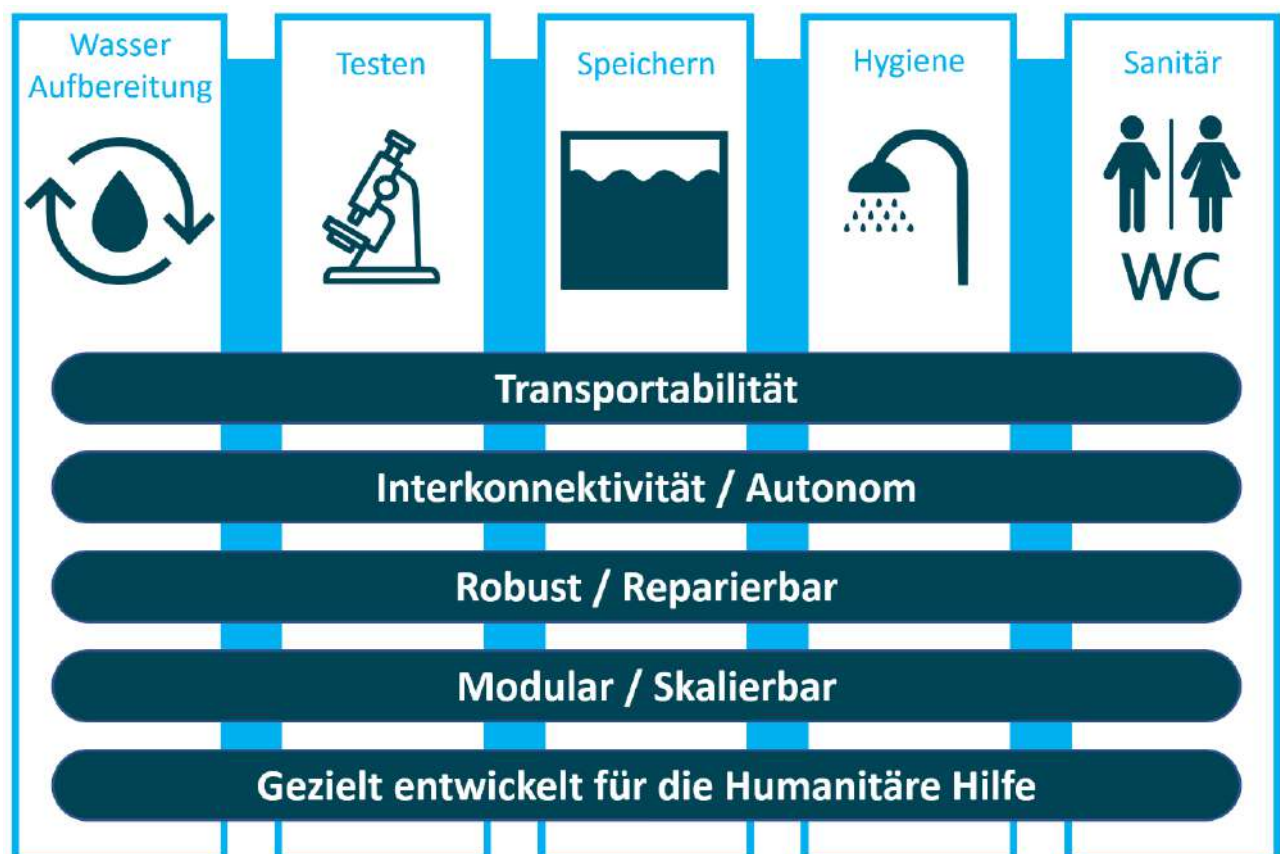 Wasser
Aufbereitung
Testen
Speichern
Hygiene
Sanitär
WC
Transportabilität
Interkonnektivität / Autonom
Robust / Reparierbar
Modular / Skalierbar
Gezielt entwickelt für die Humanitäre Hilfe